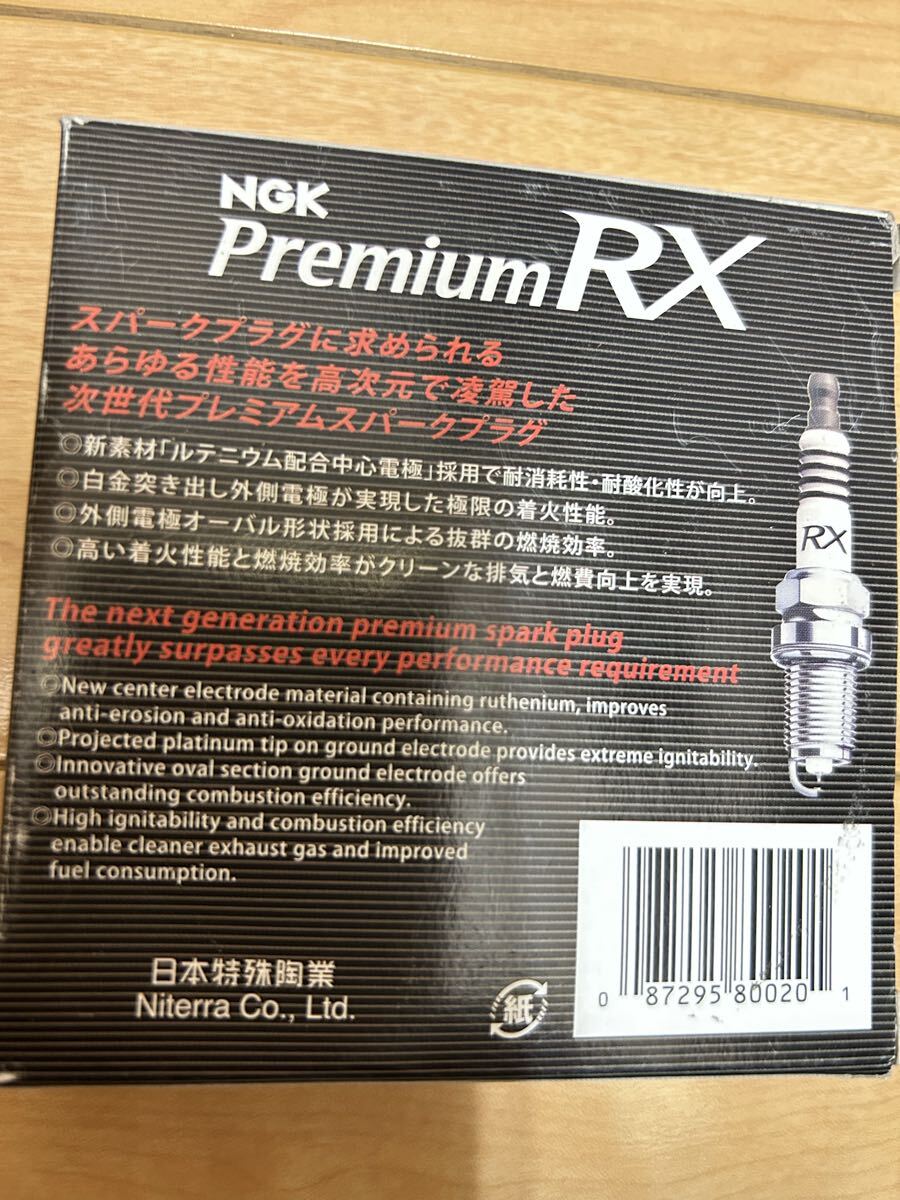 NGK
Premium RX
スパークプラグに求められる
あらゆる性能を高次元で凌駕した
次世代プレミアムスパークプラグ
◎新素材「ルテニウム配合中心電極」採用で耐消耗性・耐酸化性が向上。
◎白金突き出し外側電極が実現した極限の着火性能。
◎外側電極オーバル形状採用による抜群の燃焼効率。
◎高い着火性能と燃焼効率がクリーンな排気と燃費向上を実現。
RX
The next generation premium spark plug
greatly surpasses every performance requirement
◎New center electrode material containing ruthenium, improves
anti-erosion and anti-oxidation performance.
◎Projected platinum tip on ground electrode provides extreme ignitability.
◎Innovative oval section ground electrode offers
outstanding combustion efficiency.
◎High ignitability and combustion efficiency
enable cleaner exhaust gas and improved
fuel consumption.
日本特殊陶業
Niterra Co., Ltd.
紙
0 87295 80020 1